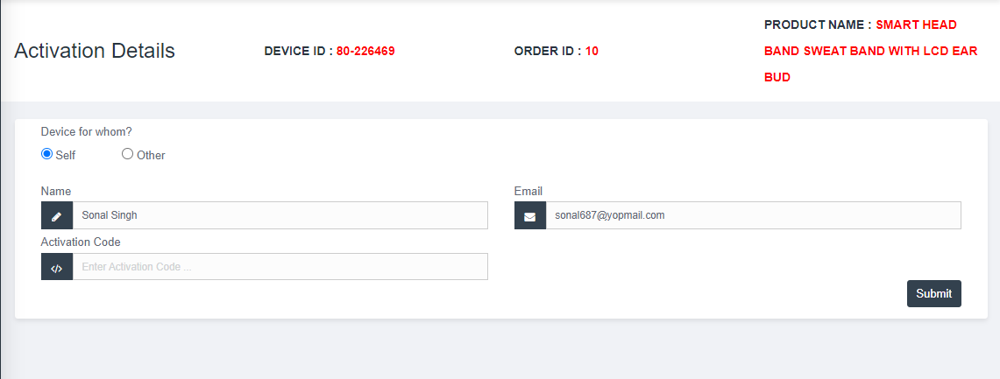 Activation Details
DEVICE ID : 80-226469
ORDER ID : 10
PRODUCT NAME : SMART HEAD
BAND SWEAT BAND WITH LCD EAR
BUD
Device for whom?
Self
Other
Name
Email
Sonal Singh
sonal687@yopmail.com
Activation Code
Enter Activation Code ...
Submit